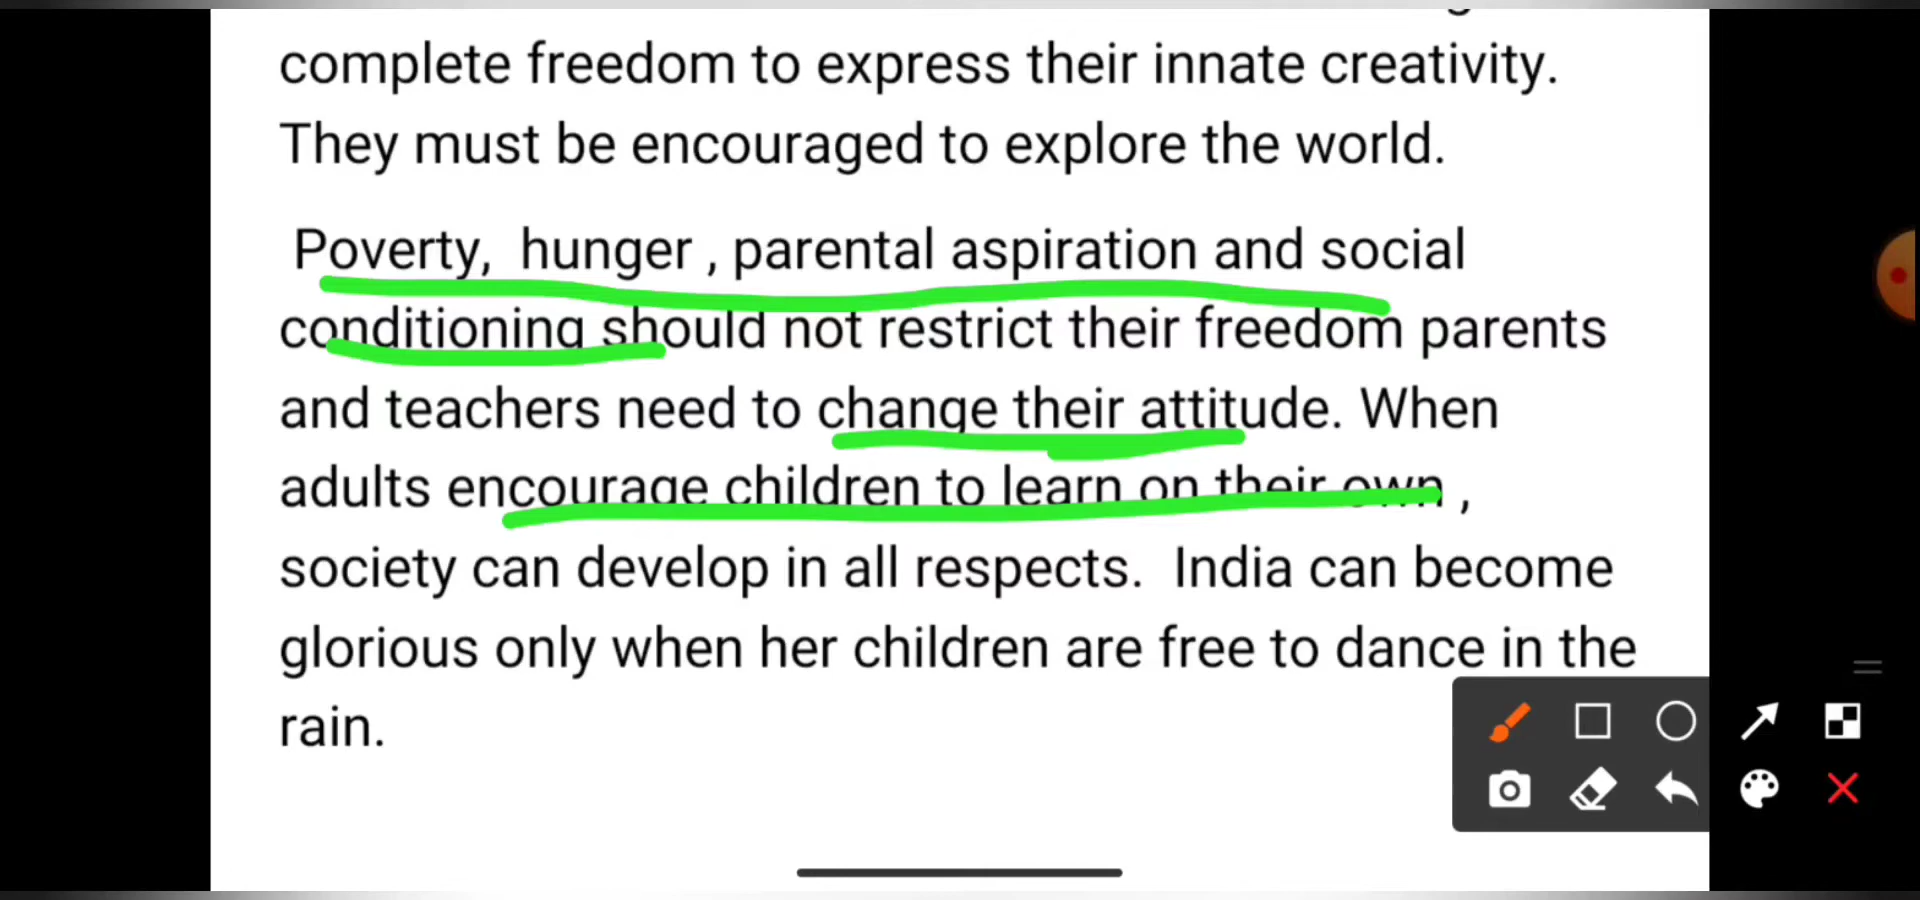 complete freedom to express their innate creativity.
They must be encouraged to explore the world.
Poverty,  hunger , parental aspiration and social
conditioning should not restrict their freedom parents
and teachers need to change their attitude. When
adults encourage children to learn on their own ,
society can develop in all respects.  India can become
glorious only when her children are free to dance in the
rain.